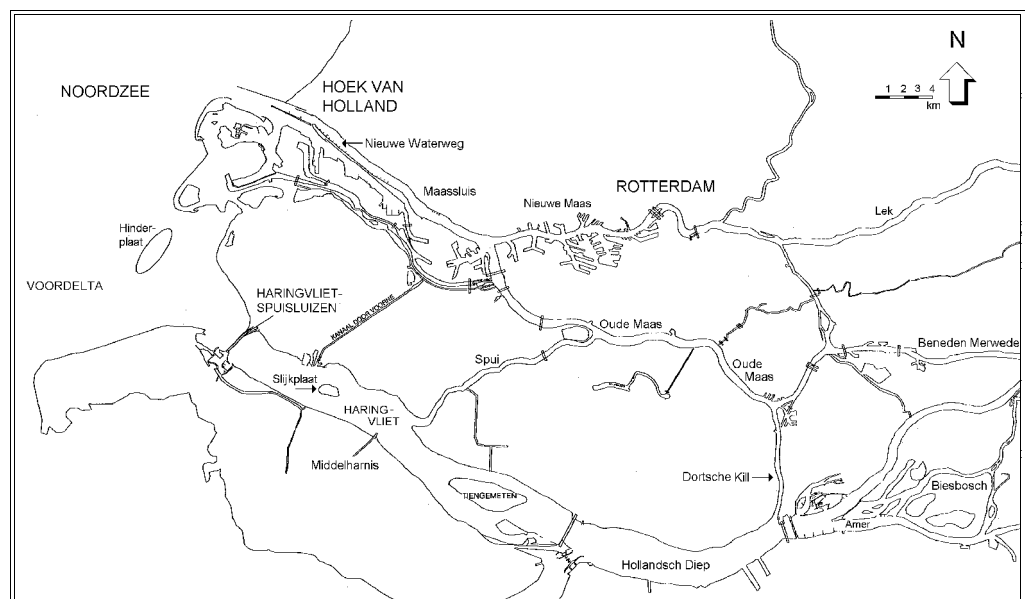 N
NOORDZEE
HOEK VAN
HOLLAND
1 2 3 4
km
Nieuwe Waterweg
Maassluis
ROTTERDAM
Nieuwe Maas
Lek
Hinder-
plaat
VOORDELTA
HARINGVLIET-
SPUISLUIZEN
KANAAL DOOR VOORNE
Oude Maas
Beneden Merwede
Spui
Oude
Maas
Slijkplaat
HARING-
VLIET
Middelharnis
Dortsche Kill
Biesbosch
TIENGEMETEN
Amer
Hollandsch Diep